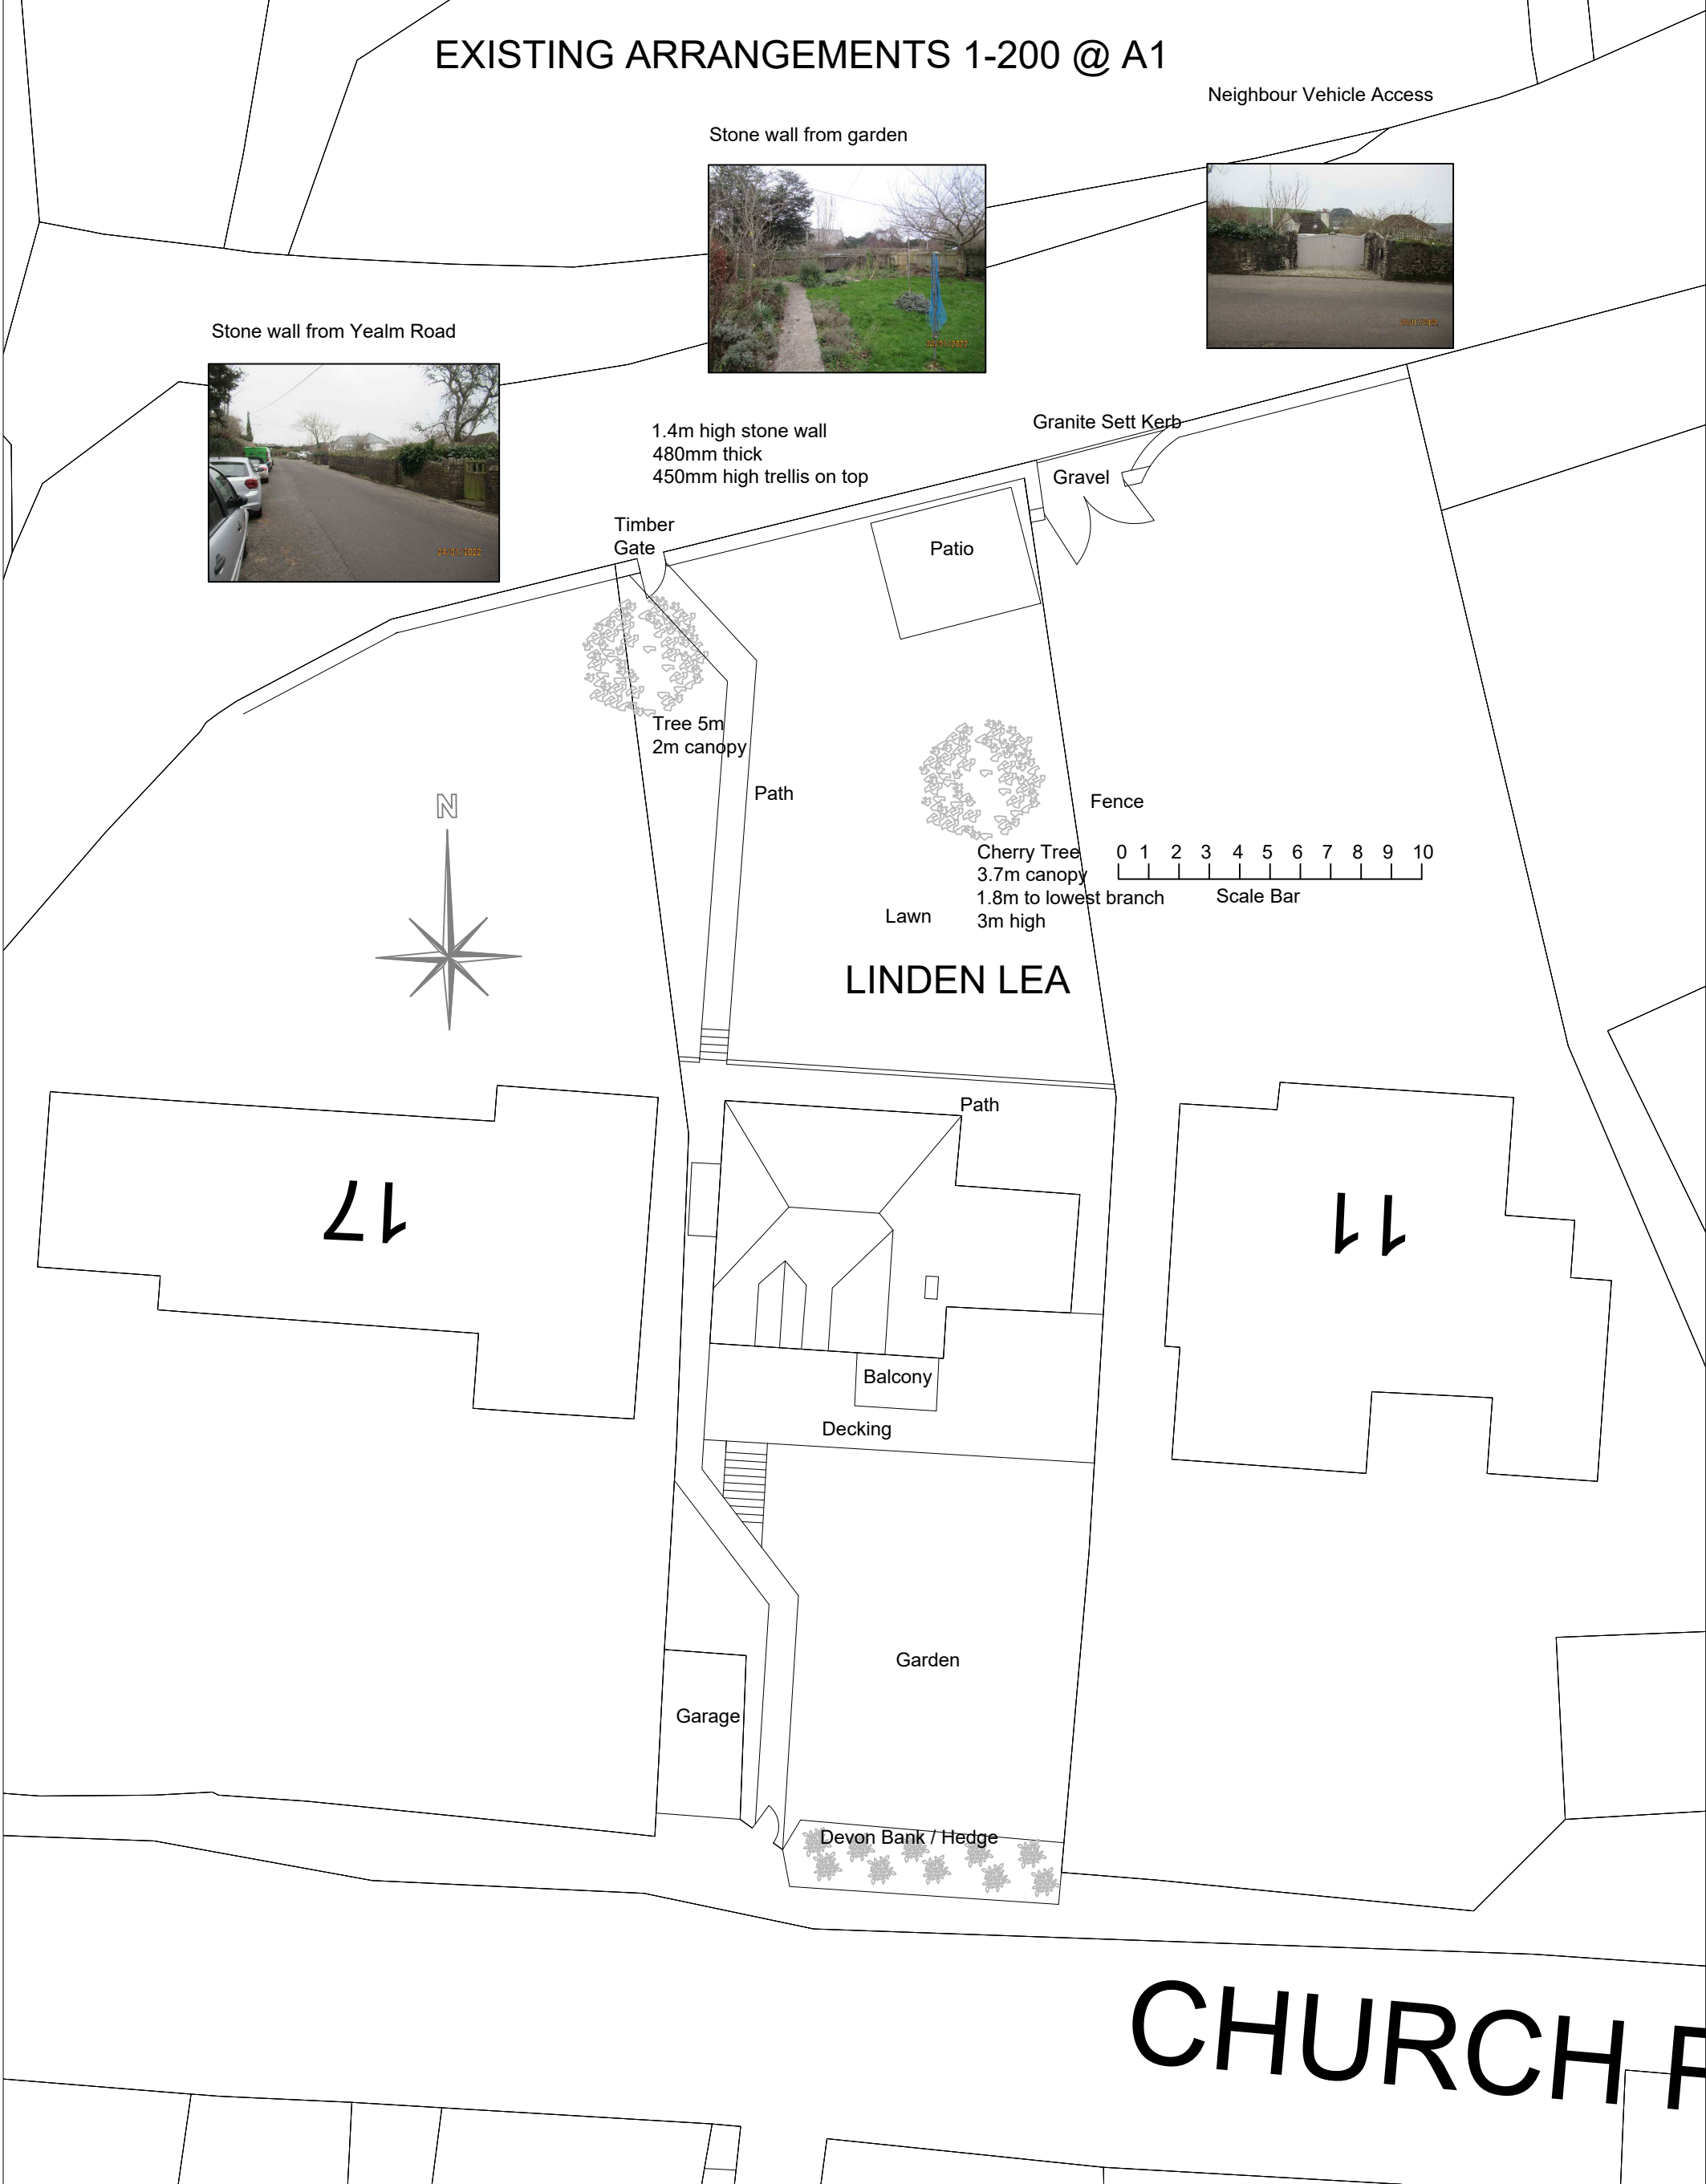 EXISTING ARRANGEMENTS 1-200 @ A1
Neighbour Vehicle Access
Stone wall from garden
Stone wall from Yealm Road
1.4m high stone wall
480mm thick
450mm high trellis on top
Granite Sett Kerb
Gravel
Timber
Gate
Patio
Tree 5m
2m canopy
Path
N
Fence
Cherry Tree
3.7m canopy
1.8m to lowest branch
3m high
0 1 2 3 4 5 6 7 8 9 10
Scale Bar
Lawn
LINDEN LEA
Path
17
11
Balcony
Decking
Garden
Garage
Devon Bank / Hedge
CHURCH